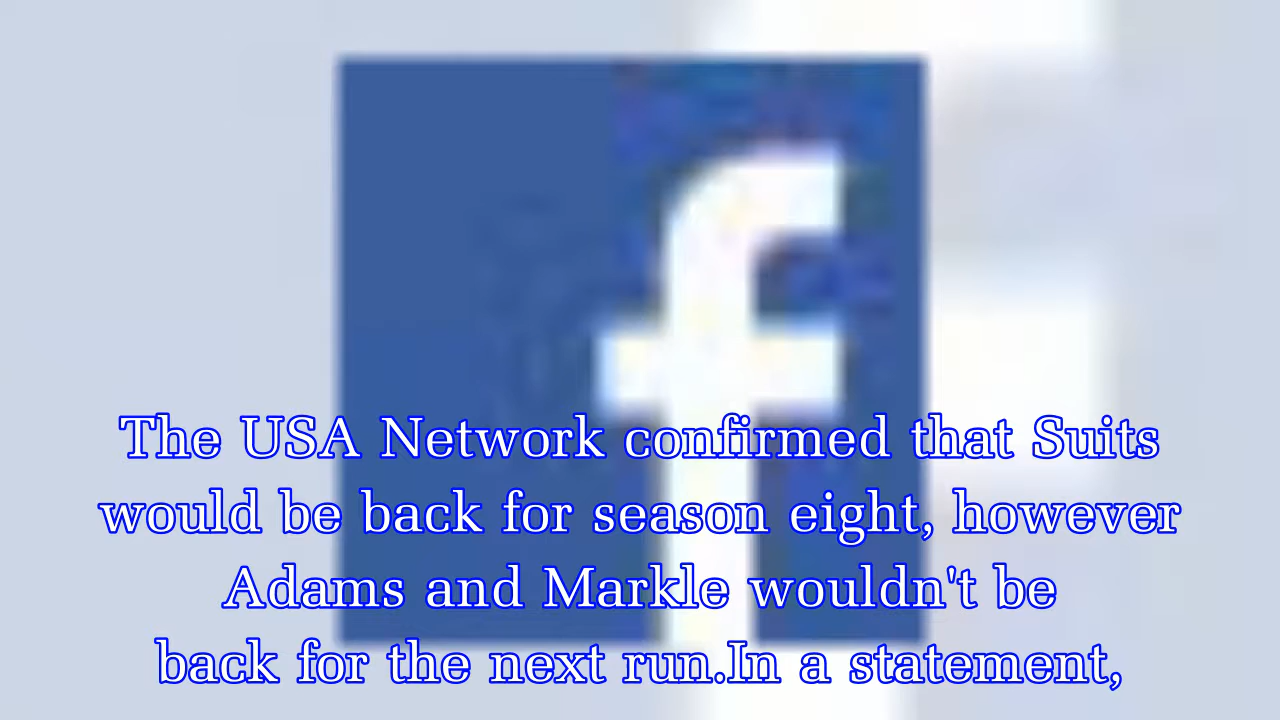 f
The USA Network confirmed that Suits
would be back for season eight, however
Adams and Markle wouldn't be
back for the next run.In a statement,